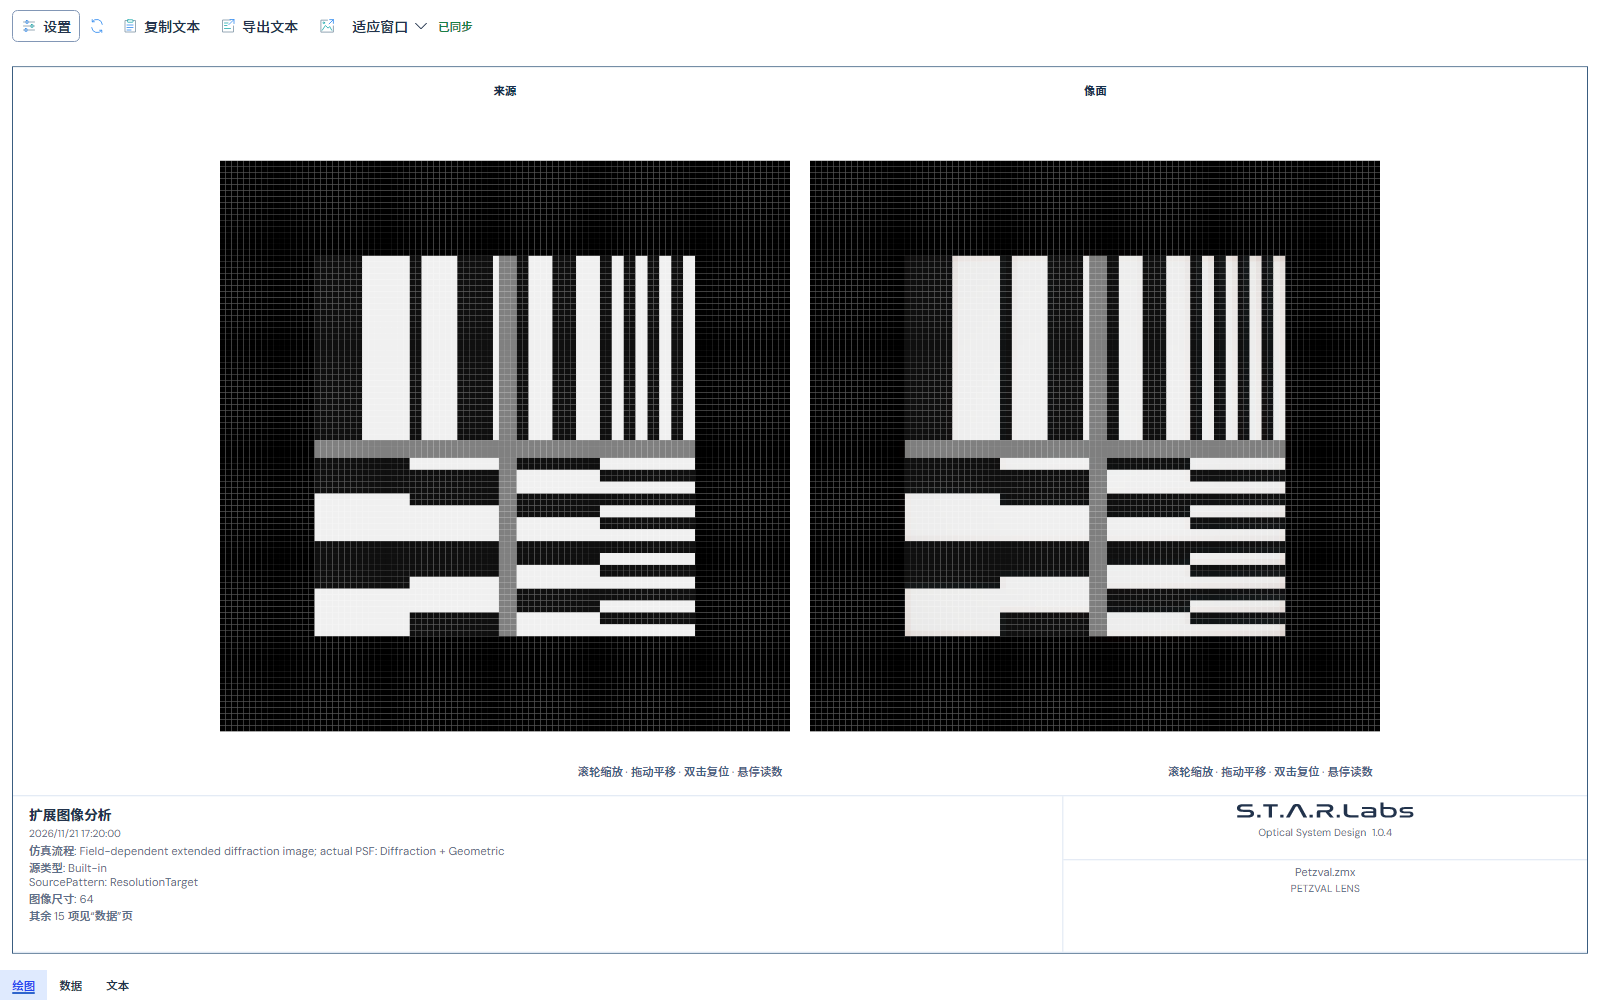 设置
复制文本
导出文本
适应窗口
已同步
来源
像面
滚轮缩放 · 拖动平移 · 双击复位 · 悬停读数
滚轮缩放 · 拖动平移 · 双击复位 · 悬停读数
扩展图像分析
2026/11/21 17:20:00
仿真流程: Field-dependent extended diffraction image; actual PSF: Diffraction + Geometric
源类型: Built-in
SourcePattern: ResolutionTarget
图像尺寸: 64
其余 15 项见“数据”页
S.T.A.R.Labs
Optical System Design 1.0.4
Petzval.zmx
PETZVAL LENS
绘图
数据
文本